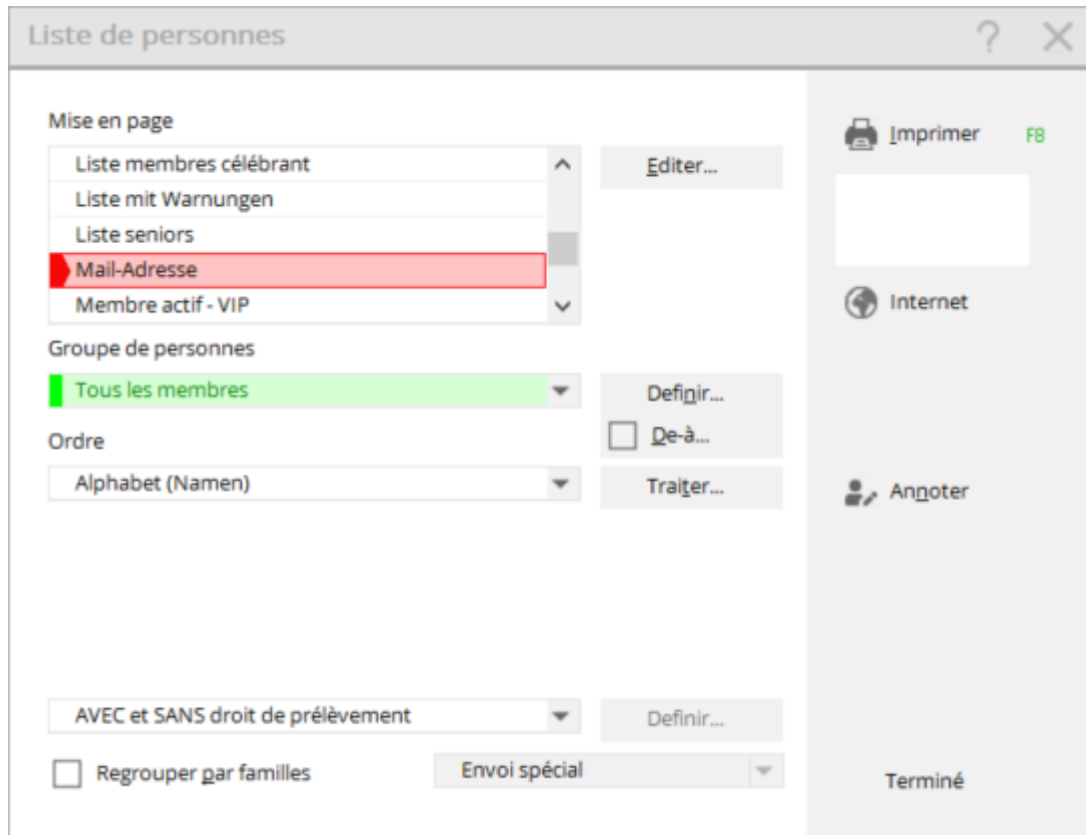 Liste de personnes
Mise en page
Liste membres célébrant
Liste mit Warnungen
Liste seniors
Mail-Adresse
Membre actif - VIP
Editer...
Groupe de personnes
Tous les membres
Definir...
De-à...
Ordre
Alphabet (Namen)
Traiter...
AVEC et SANS droit de prélèvement
Definir...
Regrouper par familles
Envoi spécial
Imprimer F8
Internet
Annoter
Terminé